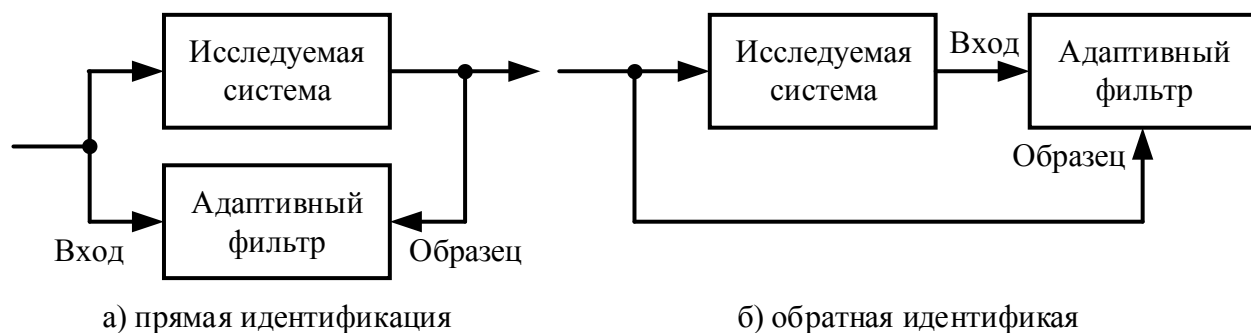 Исследуемая
система
Адаптивный
фильтр
Вход
Образец
а) прямая идентификация
Исследуемая
система
Вход
Адаптивный
фильтр
Образец
б) обратная идентификая